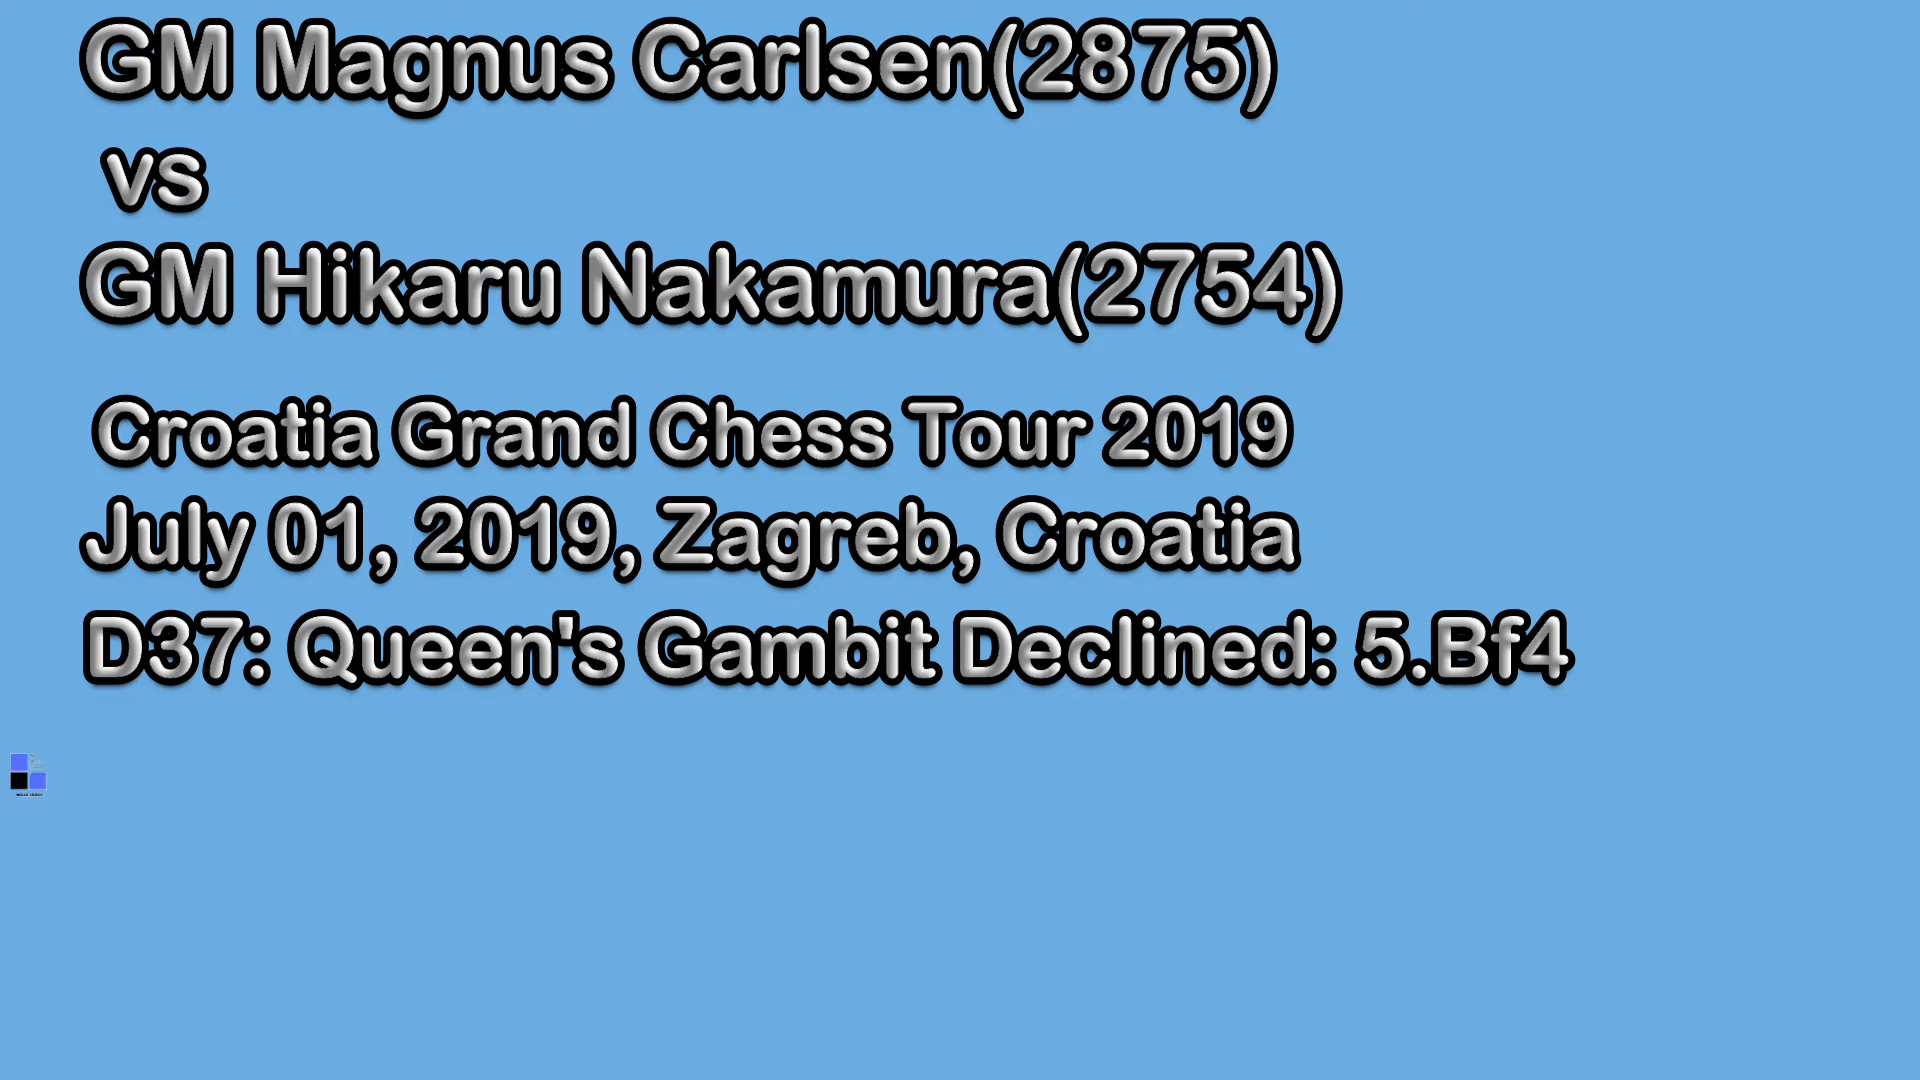 GM Magnus Carlsen(2875)
vs
GM Hikaru Nakamura(2754)
Croatia Grand Chess Tour 2019
July 01, 2019, Zagreb, Croatia
D37: Queen's Gambit Declined: 5.Bf4